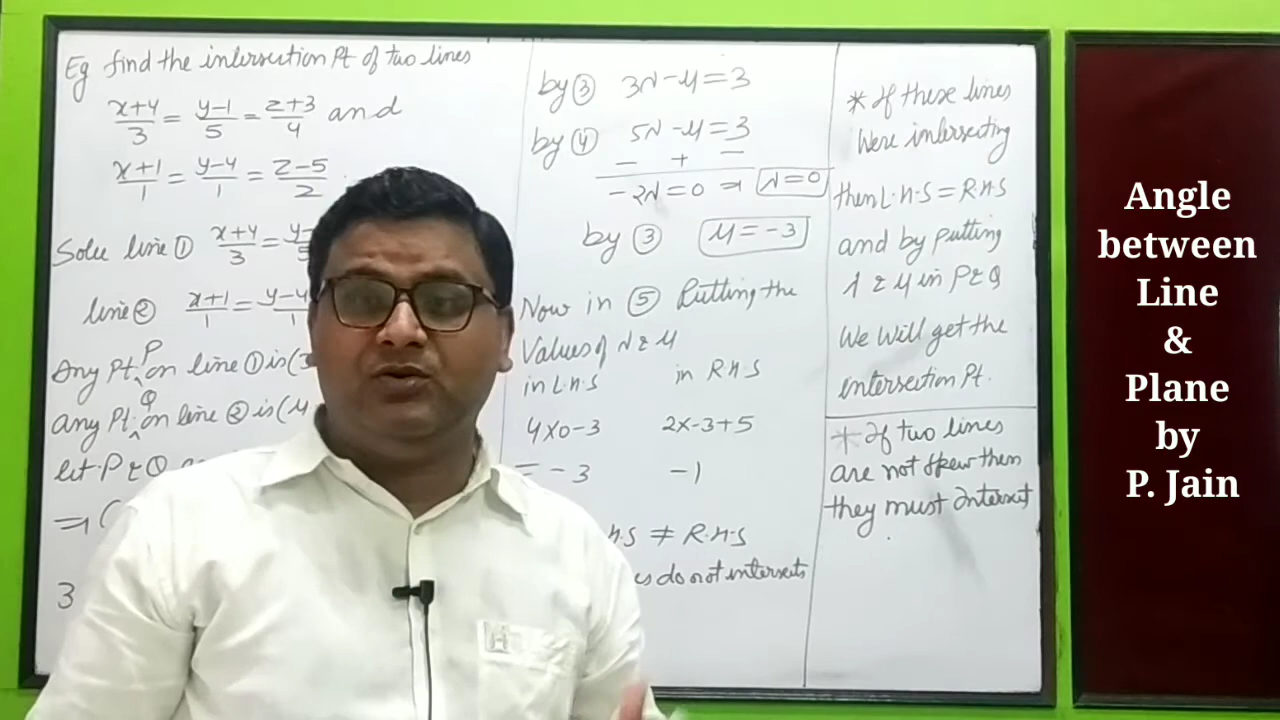 Eg find the intersection Pt of two lines
x+4/3 = y-1/5 = z+3/4 and
x+1/1 = y-4/1 = z-5/2
Solu line ① x+4/3 = y-
line ② x+1/1 = y-4/1
P
Any Pt. on line ① is (3
Q
any Pt. on line ② is (μ
let P & Q
⇒ (
3
by ③ 3λ-μ=3
by ④ 5λ-μ=3
- + -
-2λ=0 ⇒ λ=0
by ③ μ=-3
Now in ⑤ Putting the
Values of λ & μ
in L.H.S in R.H.S
4×0-3 2×-3+5
= -3 -1
H.S ≠ R.H.S
es do not intersects
* If these lines
Were intersecting
then L.H.S = R.H.S
and by putting
λ & μ in P & Q
We Will get the
intersection Pt.
* If two lines
are not skew then
they must Intersect
.
Angle
between
Line
&
Plane
by
P. Jain